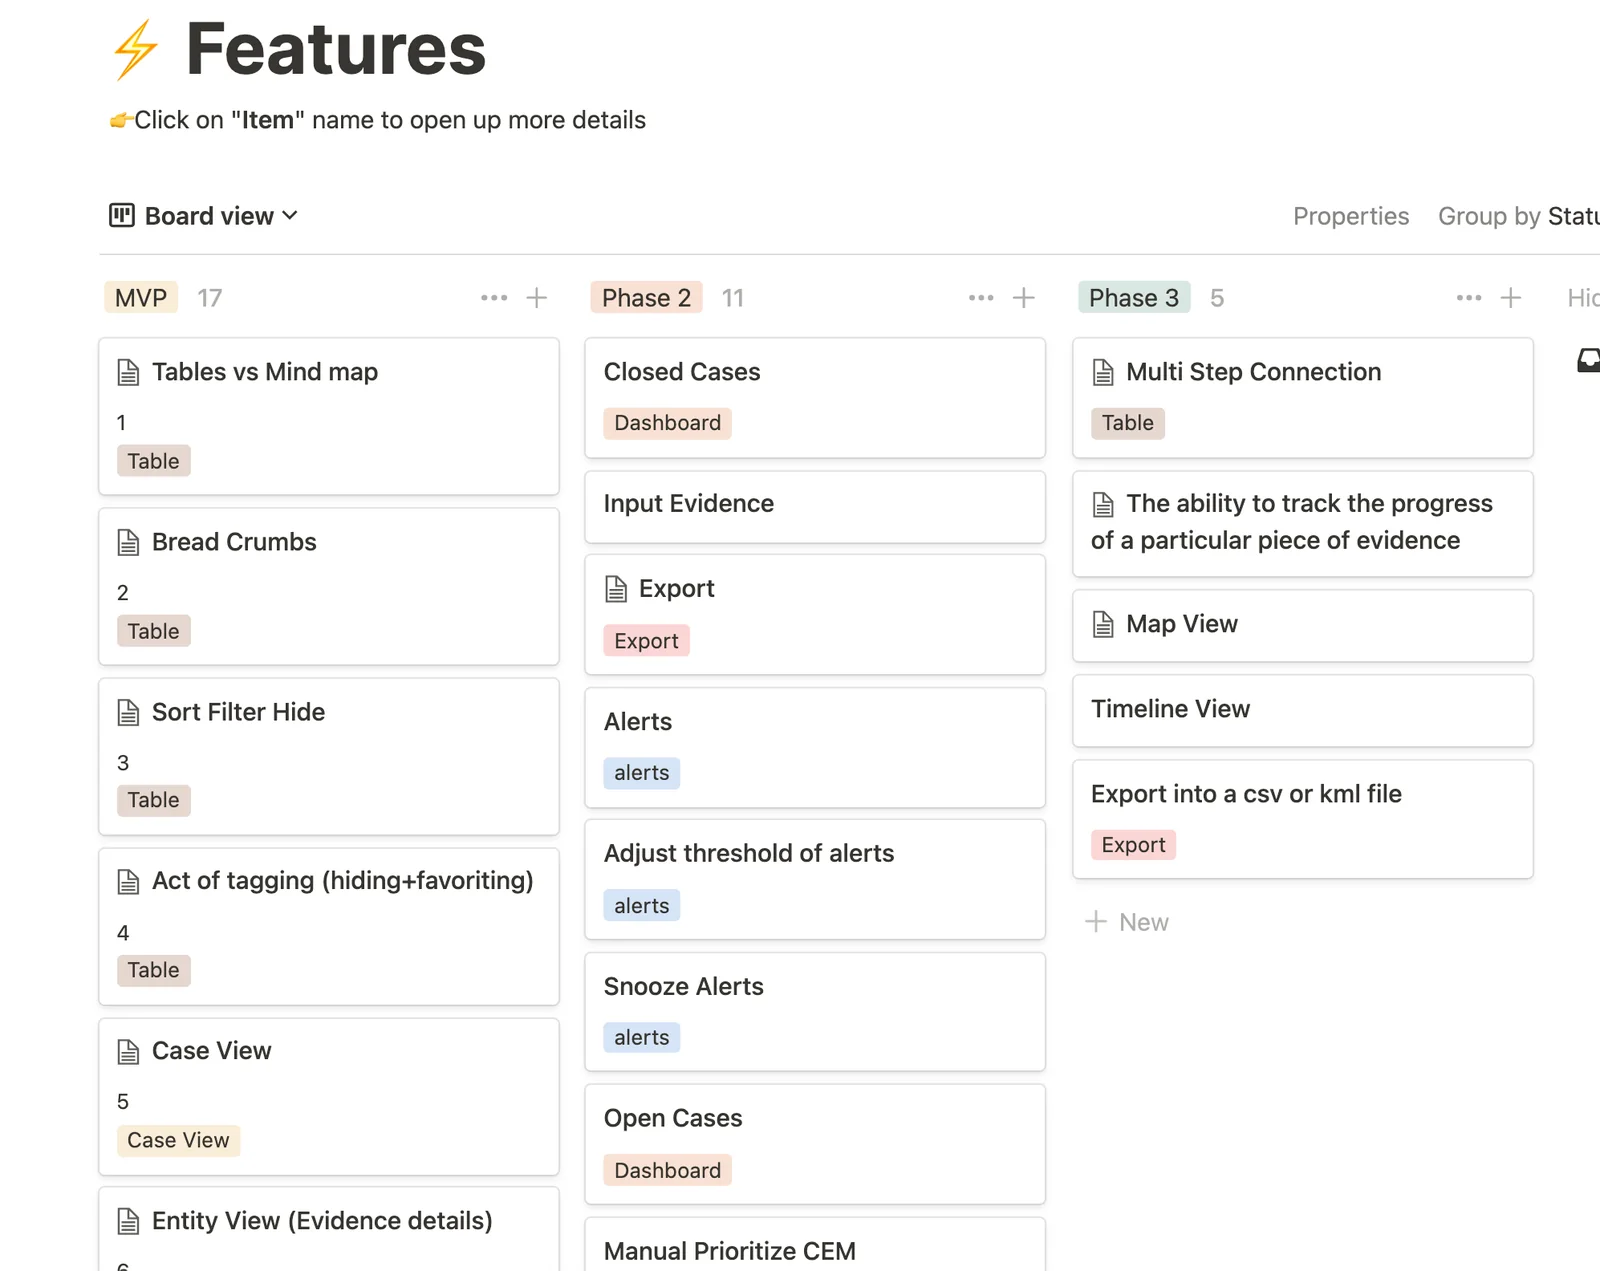 ⚡ Features
👉Click on "Item" name to open up more details
Board view
Properties
Group by
MVP 17
Tables vs Mind map
1
Table
Bread Crumbs
2
Table
Sort Filter Hide
3
Table
Act of tagging (hiding+favoriting)
4
Table
Case View
5
Case View
Entity View (Evidence details)
Phase 2 11
Closed Cases
Dashboard
Input Evidence
Export
Export
Alerts
alerts
Adjust threshold of alerts
alerts
Snooze Alerts
alerts
Open Cases
Dashboard
Manual Prioritize CEM
Phase 3 5
Multi Step Connection
Table
The ability to track the progress
of a particular piece of evidence
Map View
Timeline View
Export into a csv or kml file
Export
+ New